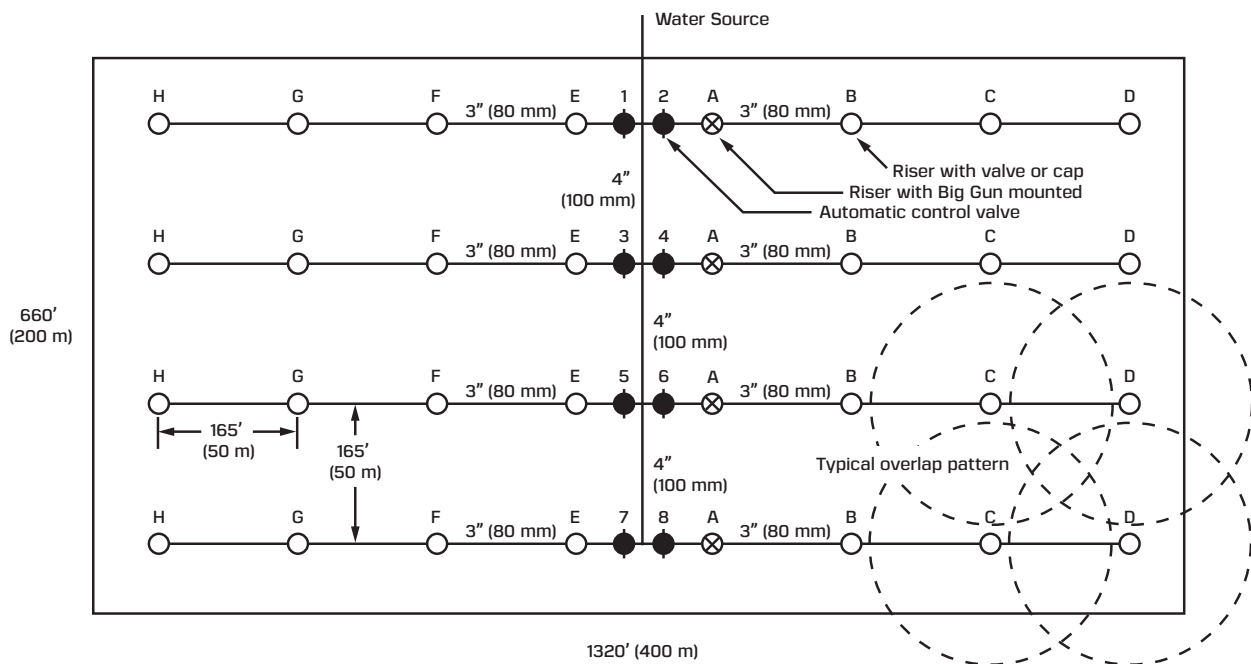 Water Source
H G F E 1 2 A B C D
3″ (80 mm) 3″ (80 mm)
4″
(100 mm)
Riser with valve or cap
Riser with Big Gun mounted
Automatic control valve
H G F E 3 4 A B C D
3″ (80 mm) 3″ (80 mm)
660′
(200 m)
4″
(100 mm)
H G F E 5 6 A B C D
3″ (80 mm) 3″ (80 mm)
165′
(50 m)
165′
(50 m)
Typical overlap pattern
4″
(100 mm)
H G F E 7 8 A B C D
3″ (80 mm) 3″ (80 mm)
1320′ (400 m)